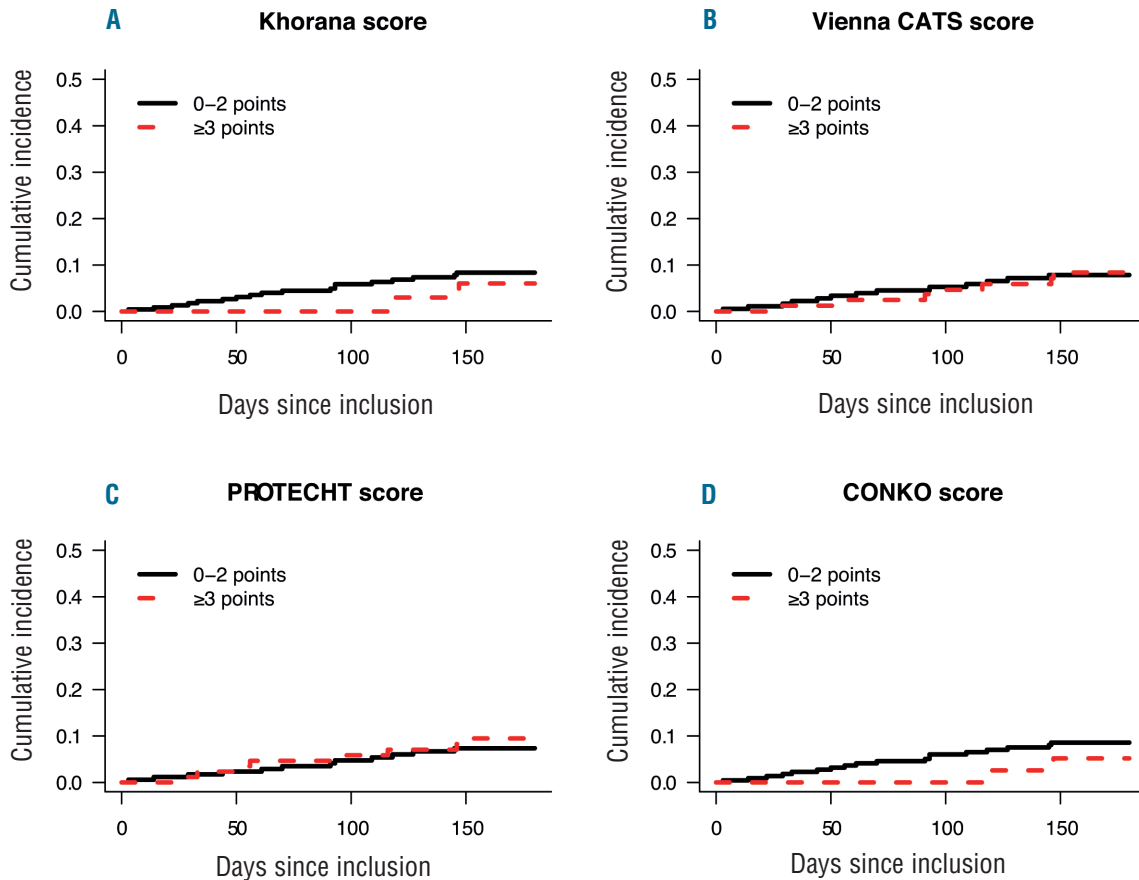 A Khorana score
Cumulative incidence
0.5
0.4
0.3
0.2
0.1
0.0
0–2 points
≥3 points
0 50 100 150
Days since inclusion
B Vienna CATS score
Cumulative incidence
0.5
0.4
0.3
0.2
0.1
0.0
0–2 points
≥3 points
0 50 100 150
Days since inclusion
C PROTECHT score
Cumulative incidence
0.5
0.4
0.3
0.2
0.1
0.0
0–2 points
≥3 points
0 50 100 150
Days since inclusion
D CONKO score
Cumulative incidence
0.5
0.4
0.3
0.2
0.1
0.0
0–2 points
≥3 points
0 50 100 150
Days since inclusion